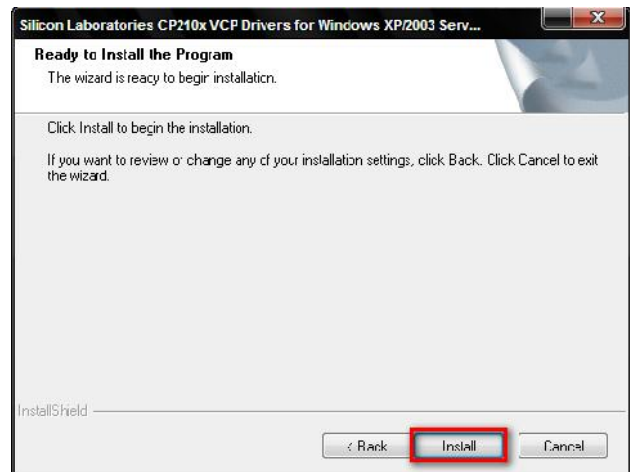 Silicon Laboratories CP210x VCP Drivers for Windows XP/2003 Serv...
Ready to Install the Program
The wizard is ready to begin installation.
Click Install to begin the installation.
If you want to review or change any of your installation settings, click Back. Click Cancel to exit
the wizard.
InstallShield
< Back
Install
Cancel